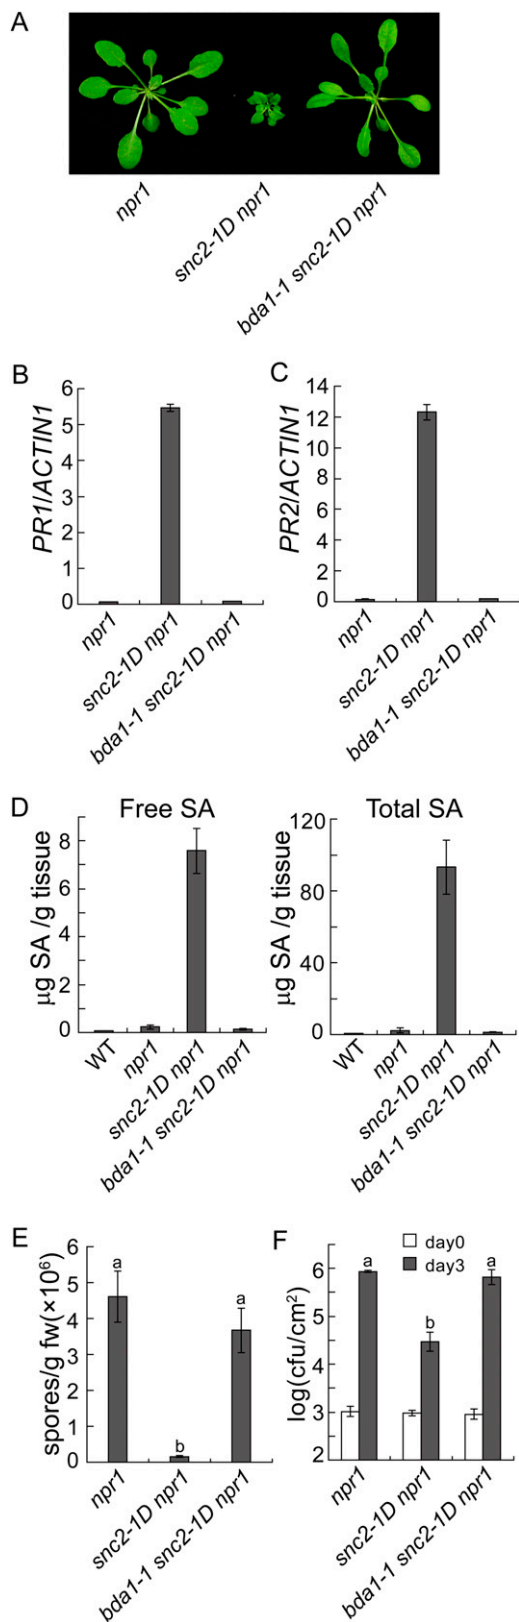 A
npr1
snc2-1D npr1
bda1-1 snc2-1D npr1
B
PR1/ACTIN1
6
5
4
3
2
1
0
npr1
snc2-1D npr1
bda1-1 snc2-1D npr1
C
PR2/ACTIN1
14
12
10
8
6
4
2
0
npr1
snc2-1D npr1
bda1-1 snc2-1D npr1
D
Free SA
µg SA /g tissue
8
6
4
2
0
WT
npr1
snc2-1D npr1
bda1-1 snc2-1D npr1
Total SA
µg SA /g tissue
120
80
40
0
WT
npr1
snc2-1D npr1
bda1-1 snc2-1D npr1
E
spores/g fw(×10⁶)
6
5
4
3
2
1
0
a
b
a
npr1
snc2-1D npr1
bda1-1 snc2-1D npr1
F
day0
day3
log(cfu/cm²)
6
5
4
3
2
a
b
a
npr1
snc2-1D npr1
bda1-1 snc2-1D npr1